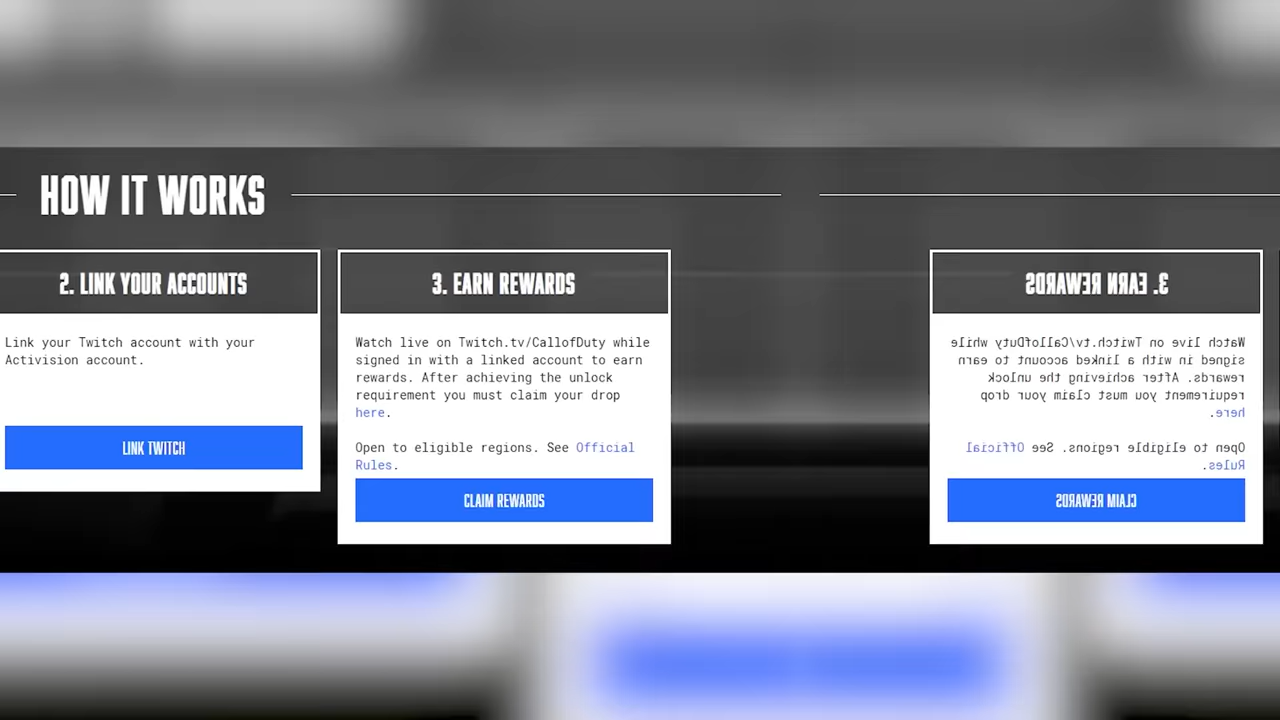 HOW IT WORKS
2. LINK YOUR ACCOUNTS
Link your Twitch account with your
Activision account.
LINK TWITCH
3. EARN REWARDS
Watch live on Twitch.tv/CallofDuty while
signed in with a linked account to earn
rewards. After achieving the unlock
requirement you must claim your drop
here.
Open to eligible regions. See Official
Rules.
CLAIM REWARDS
3. EARN REWARDS
Watch live on Twitch.tv/CallofDuty while
signed in with a linked account to earn
rewards. After achieving the unlock
requirement you must claim your drop
here.
Open to eligible regions. See Official
Rules.
CLAIM REWARDS